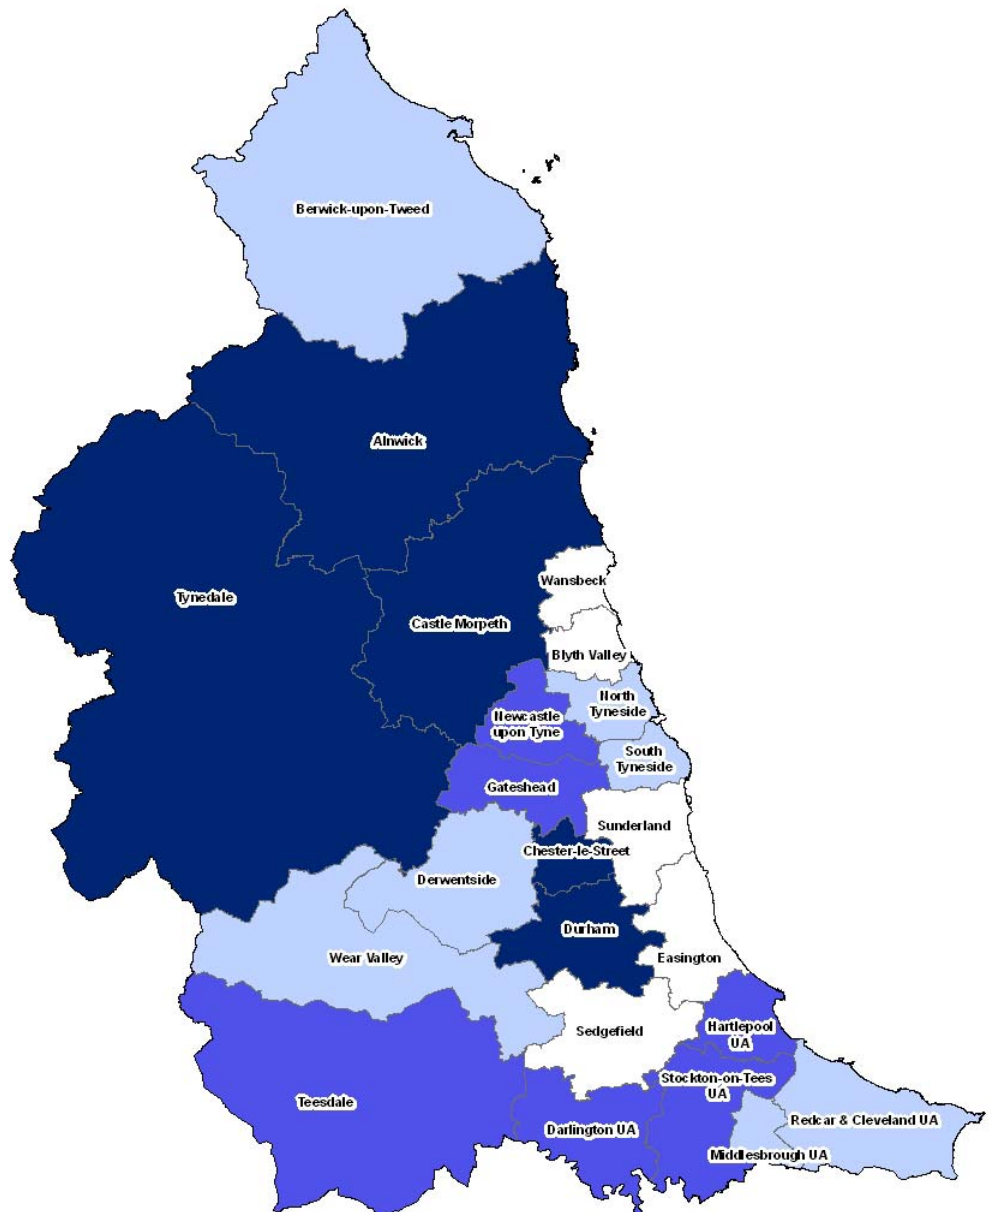 Berwick-upon-Tweed
Alnwick
Tynedale
Castle Morpeth
Wansbeck
Blyth Valley
North
Tyneside
Newcastle
upon Tyne
South
Tyneside
Gateshead
Sunderland
Chester-le-Street
Derwentside
Durham
Wear Valley
Easington
Sedgefield
Hartlepool
UA
Stockton-on-Tees
UA
Teesdale
Darlington UA
Redcar & Cleveland UA
Middlesbrough UA